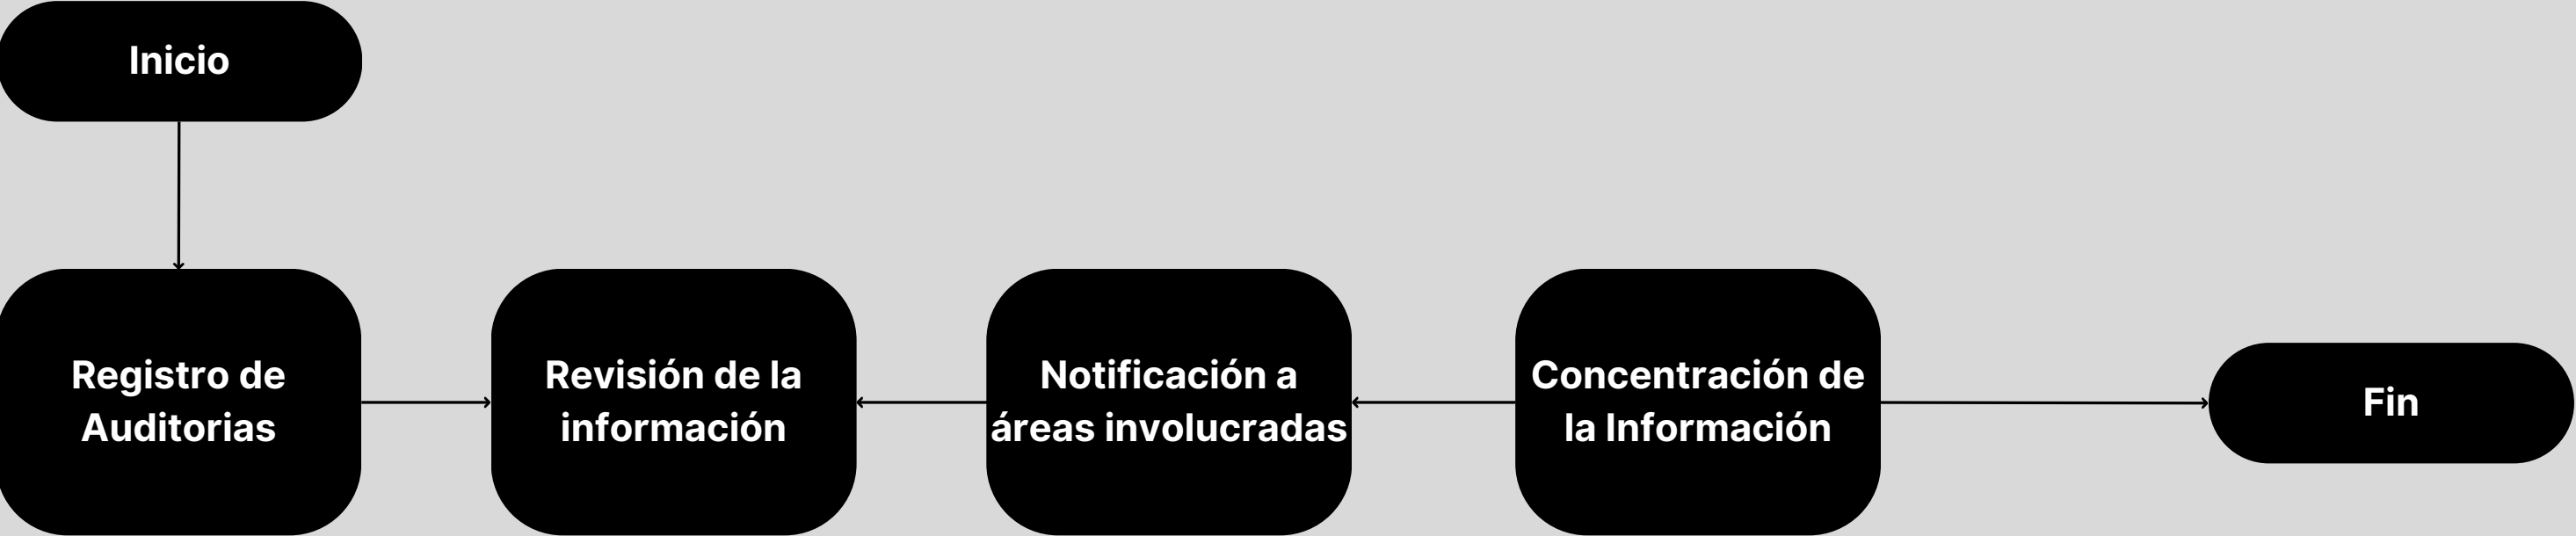 Inicio
Registro de
Auditorias
Revisión de la
información
Notificación a
áreas involucradas
Concentración de
la Información
Fin